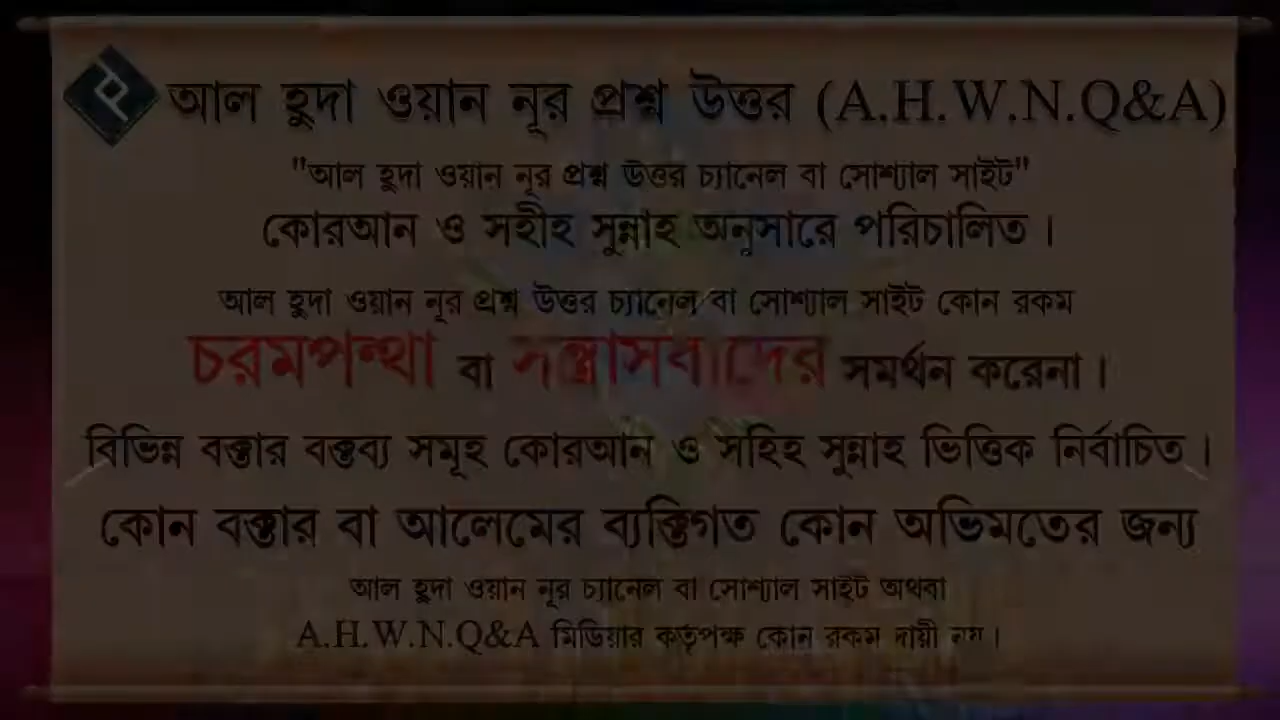 আল হুদা ওয়ান নূর প্রশ্ন উত্তর (A.H.W.N.Q&A)
"আল হুদা ওয়ান নূর প্রশ্ন উত্তর চ্যানেল বা সোশ্যাল সাইট"
কোরআন ও সহীহ সুন্নাহ অনুসারে পরিচালিত ।
আল হুদা ওয়ান নূর প্রশ্ন উত্তর চ্যানেল বা সোশ্যাল সাইট কোন রকম
চরমপন্থা বা সন্ত্রাসবাদের সমর্থন করেনা ।
বিভিন্ন বক্তার বক্তব্য সমূহ কোরআন ও সহিহ সুন্নাহ ভিত্তিক নির্বাচিত ।
কোন বক্তার বা আলেমের ব্যক্তিগত কোন অভিমতের জন্য
আল হুদা ওয়ান নূর চ্যানেল বা সোশ্যাল সাইট অথবা
A.H.W.N.Q&A মিডিয়ার কর্তৃপক্ষ কোন রকম দায়ী নয় ।